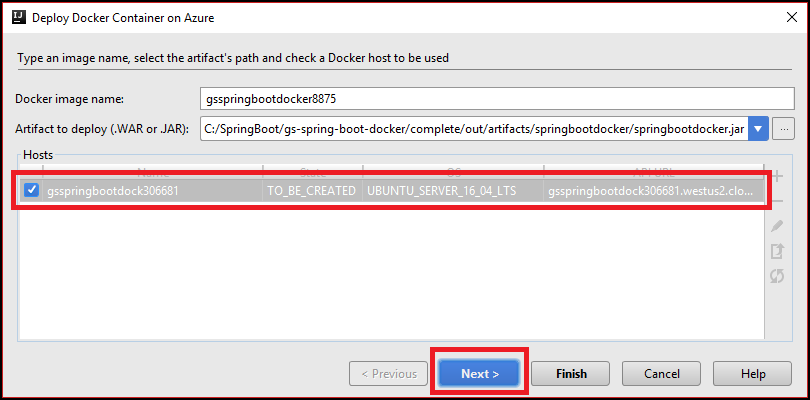 Deploy Docker Container on Azure
Type an image name, select the artifact's path and check a Docker host to be used
Docker image name: gsspringbootdocker8875
Artifact to deploy (.WAR or JAR): C:/SpringBoot/gs-spring-boot-docker/complete/out/artifacts/springbootdocker/springbootdocker.jar ...
Hosts
Name State OS API URL
gsspringbootdock306681 TO_BE_CREATED UBUNTU_SERVER_16_04_LTS gsspringbootdock306681.westus2.clo...
< Previous Next > Finish Cancel Help